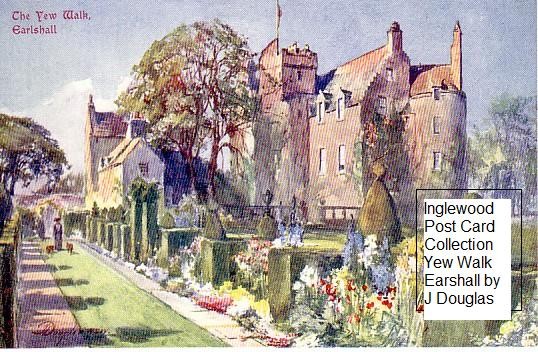 The Yew Walk,
Earlshall
Inglewood
Post Card
Collection
Yew Walk
Earshall by
J Douglas